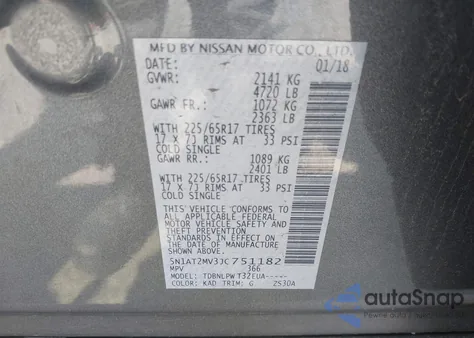 MFD BY NISSAN MOTOR CO., LTD.
DATE: 01/18
GVWR: 2141 KG
4720 LB
GAWR FR.: 1072 KG
2363 LB
WITH 225/65R17 TIRES
17 X 7J RIMS AT 33 PSI
COLD SINGLE
GAWR RR.: 1089 KG
2401 LB
WITH 225/65R17 TIRES
17 X 7J RIMS AT 33 PSI
COLD SINGLE
THIS VEHICLE CONFORMS TO
ALL APPLICABLE FEDERAL
MOTOR VEHICLE SAFETY AND
THEFT PREVENTION STANDARDS
IN EFFECT ON THE DATE OF
MANUFACTURE SHOWN ABOVE.
5N1AT2MV3JC751182
MPV 366
MODEL: TDBNLPW T32EUA-----
COLOR: KAD TRIM: G 2S30A
autoSnap
POWERED BY